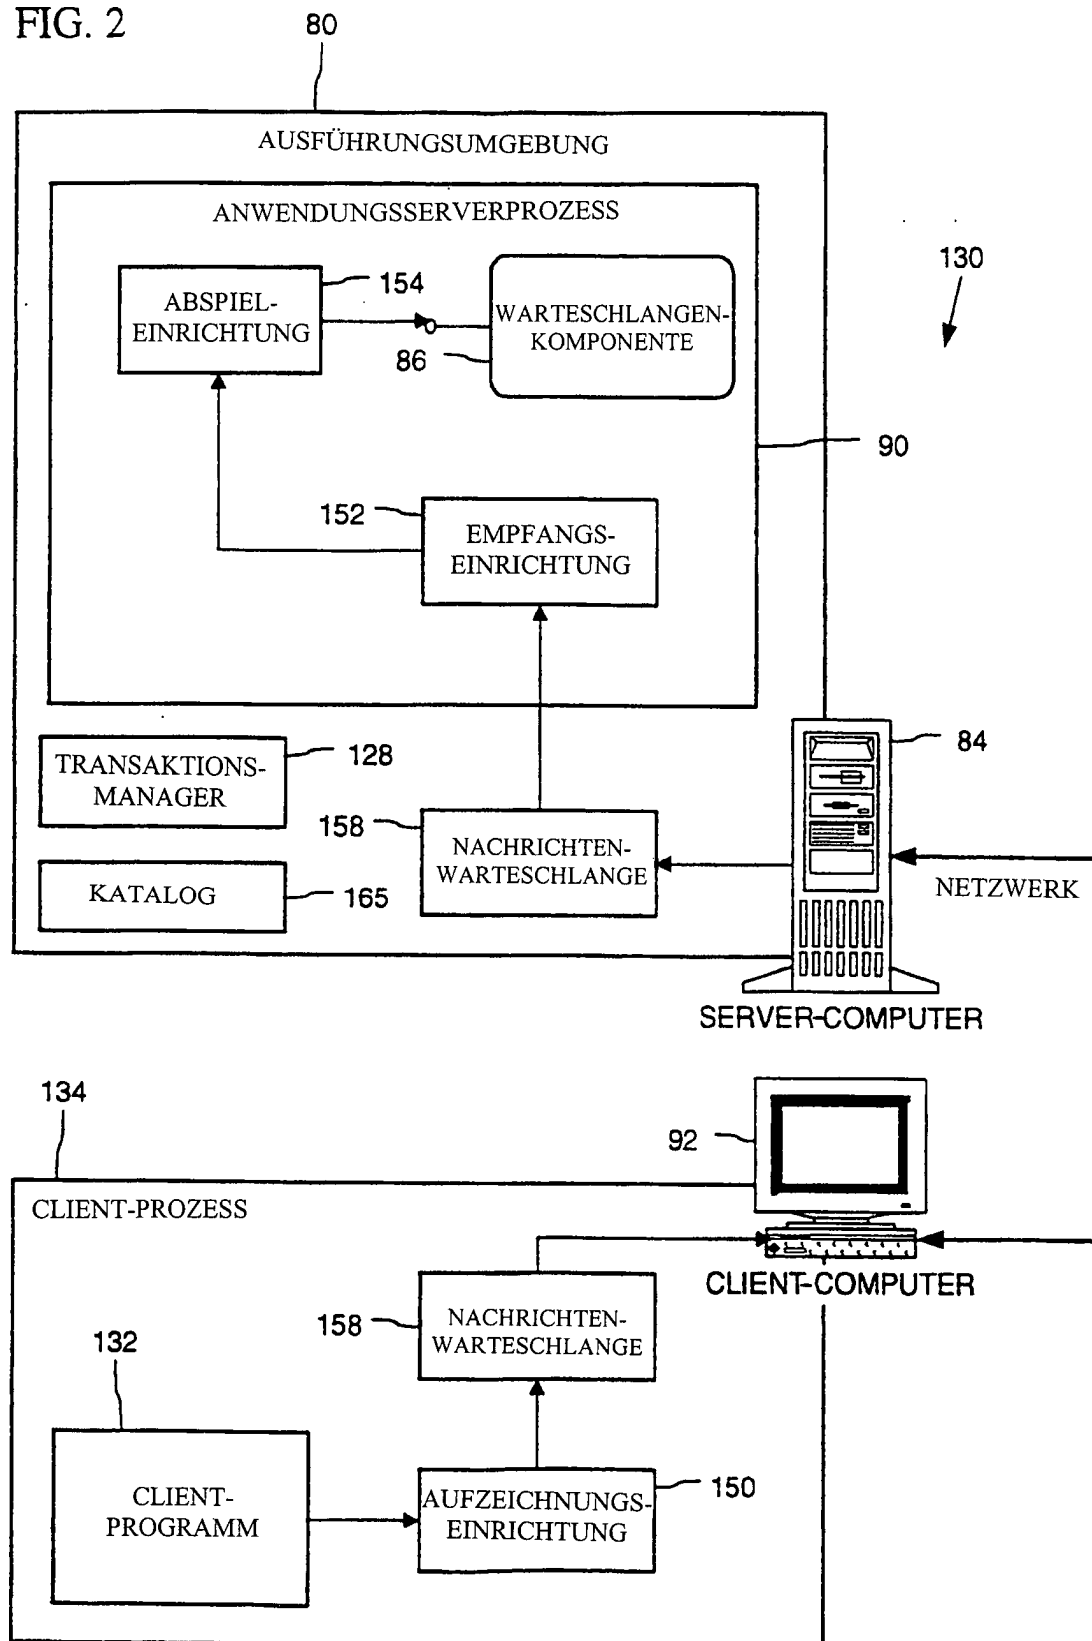 FIG. 2
80
AUSFÜHRUNGSUMGEBUNG
ANWENDUNGSSERVERPROZESS
130
154
ABSPIEL-
EINRICHTUNG
WARTESCHLANGEN-
KOMPONENTE
86
90
152
EMPFANGS-
EINRICHTUNG
84
TRANSAKTIONS-
MANAGER
128
158
NACHRICHTEN-
WARTESCHLANGE
NETZWERK
KATALOG
165
SERVER-COMPUTER
134
92
CLIENT-PROZESS
CLIENT-COMPUTER
158
NACHRICHTEN-
WARTESCHLANGE
132
CLIENT-
PROGRAMM
AUFZEICHNUNGS-
EINRICHTUNG
150